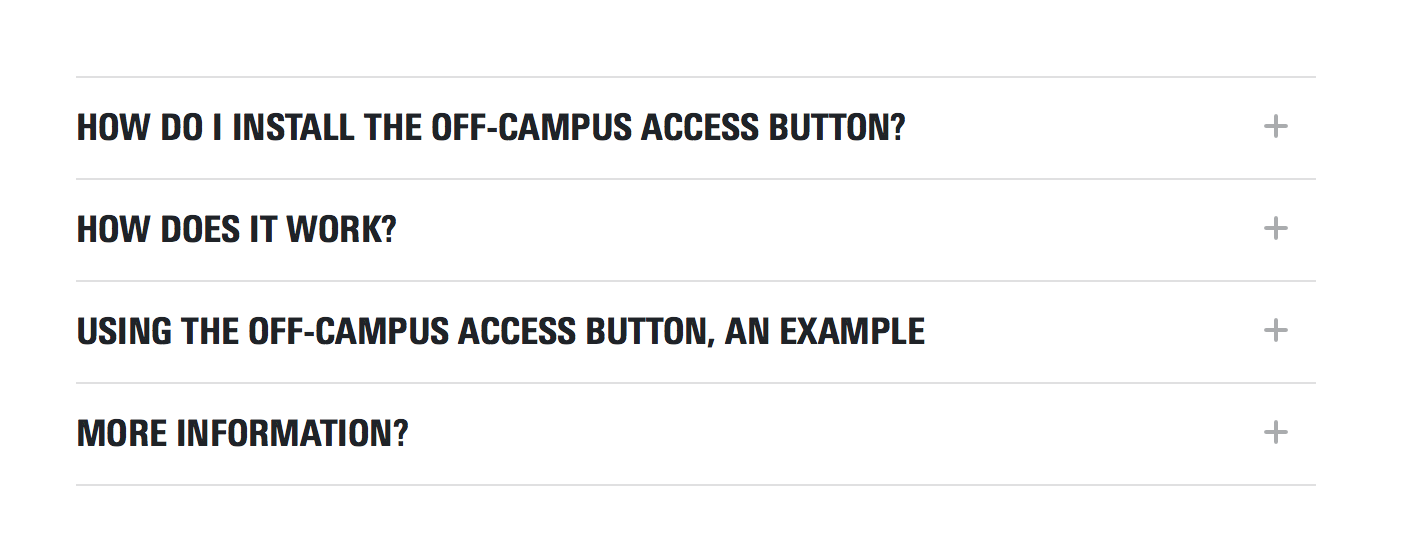 HOW DO I INSTALL THE OFF-CAMPUS ACCESS BUTTON?
HOW DOES IT WORK?
USING THE OFF-CAMPUS ACCESS BUTTON, AN EXAMPLE
MORE INFORMATION?